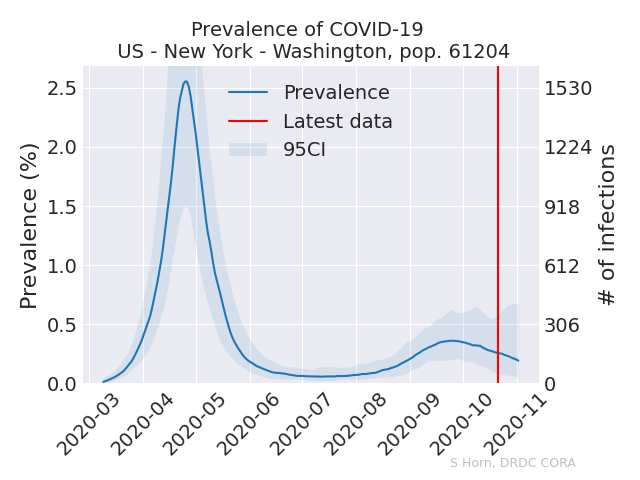 Prevalence of COVID-19
US - New York - Washington, pop. 61204
Prevalence
Latest data
95CI
Prevalence (%)
2.5
2.0
1.5
1.0
0.5
0.0
1530
1224
918
612
306
0
# of infections
2020-03
2020-04
2020-05
2020-06
2020-07
2020-08
2020-09
2020-10
2020-11
S Horn, DRDC CORA